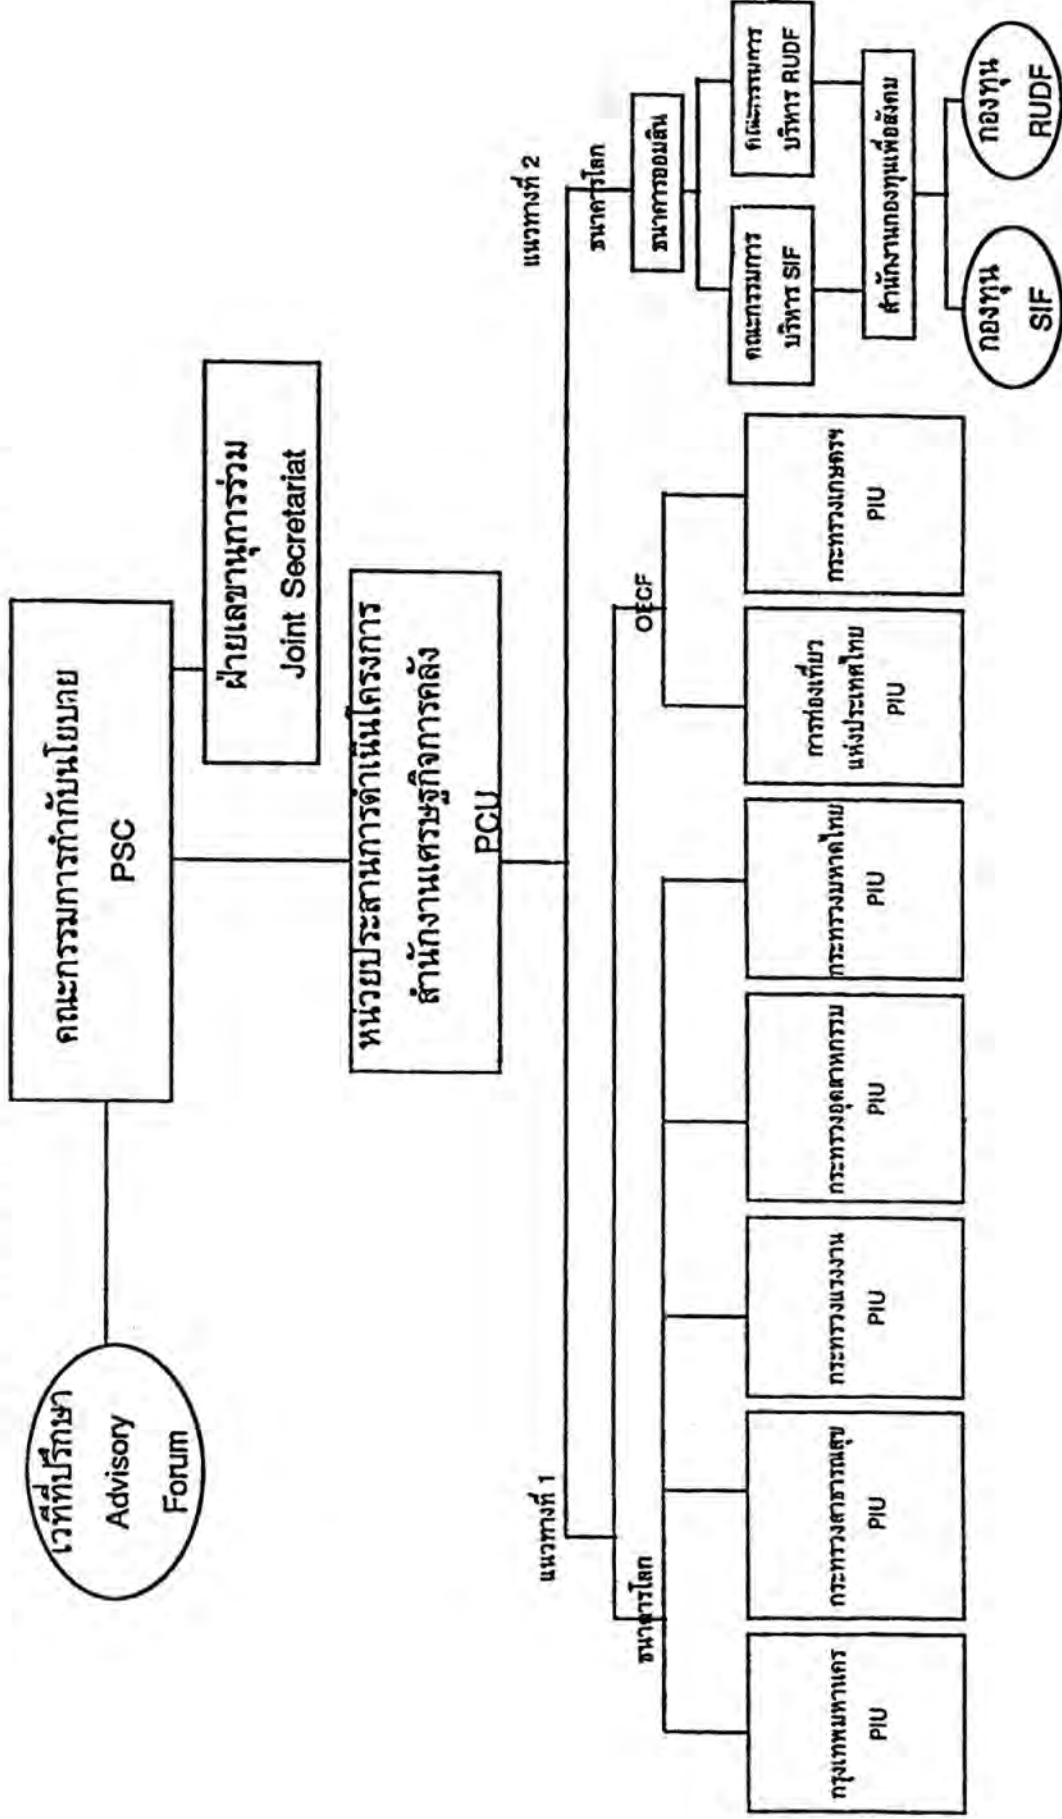 คณะกรรมการกำกับนโยบาย
PSC
เวทีที่ปรึกษา
Advisory
Forum
ฝ่ายเลขานุการร่วม
Joint Secretariat
หน่วยประสานการดำเนินโครงการ
สำนักงานเศรษฐกิจการคลัง
PCU
แนวทางที่ 1
แนวทางที่ 2
ธนาคารโลก
OECF
ธนาคารโลก
กรุงเทพมหานคร
PIU
กระทรวงสาธารณสุข
PIU
กระทรวงแรงงาน
PIU
กระทรวงอุตสาหกรรม
PIU
กระทรวงมหาดไทย
PIU
การท่องเที่ยว
แห่งประเทศไทย
PIU
กระทรวงเกษตรฯ
PIU
ธนาคารออมสิน
คณะกรรมการ
บริหาร SIF
คณะกรรมการ
บริหาร RUDF
สำนักงานกองทุนเพื่อสังคม
กองทุน
SIF
กองทุน
RUDF